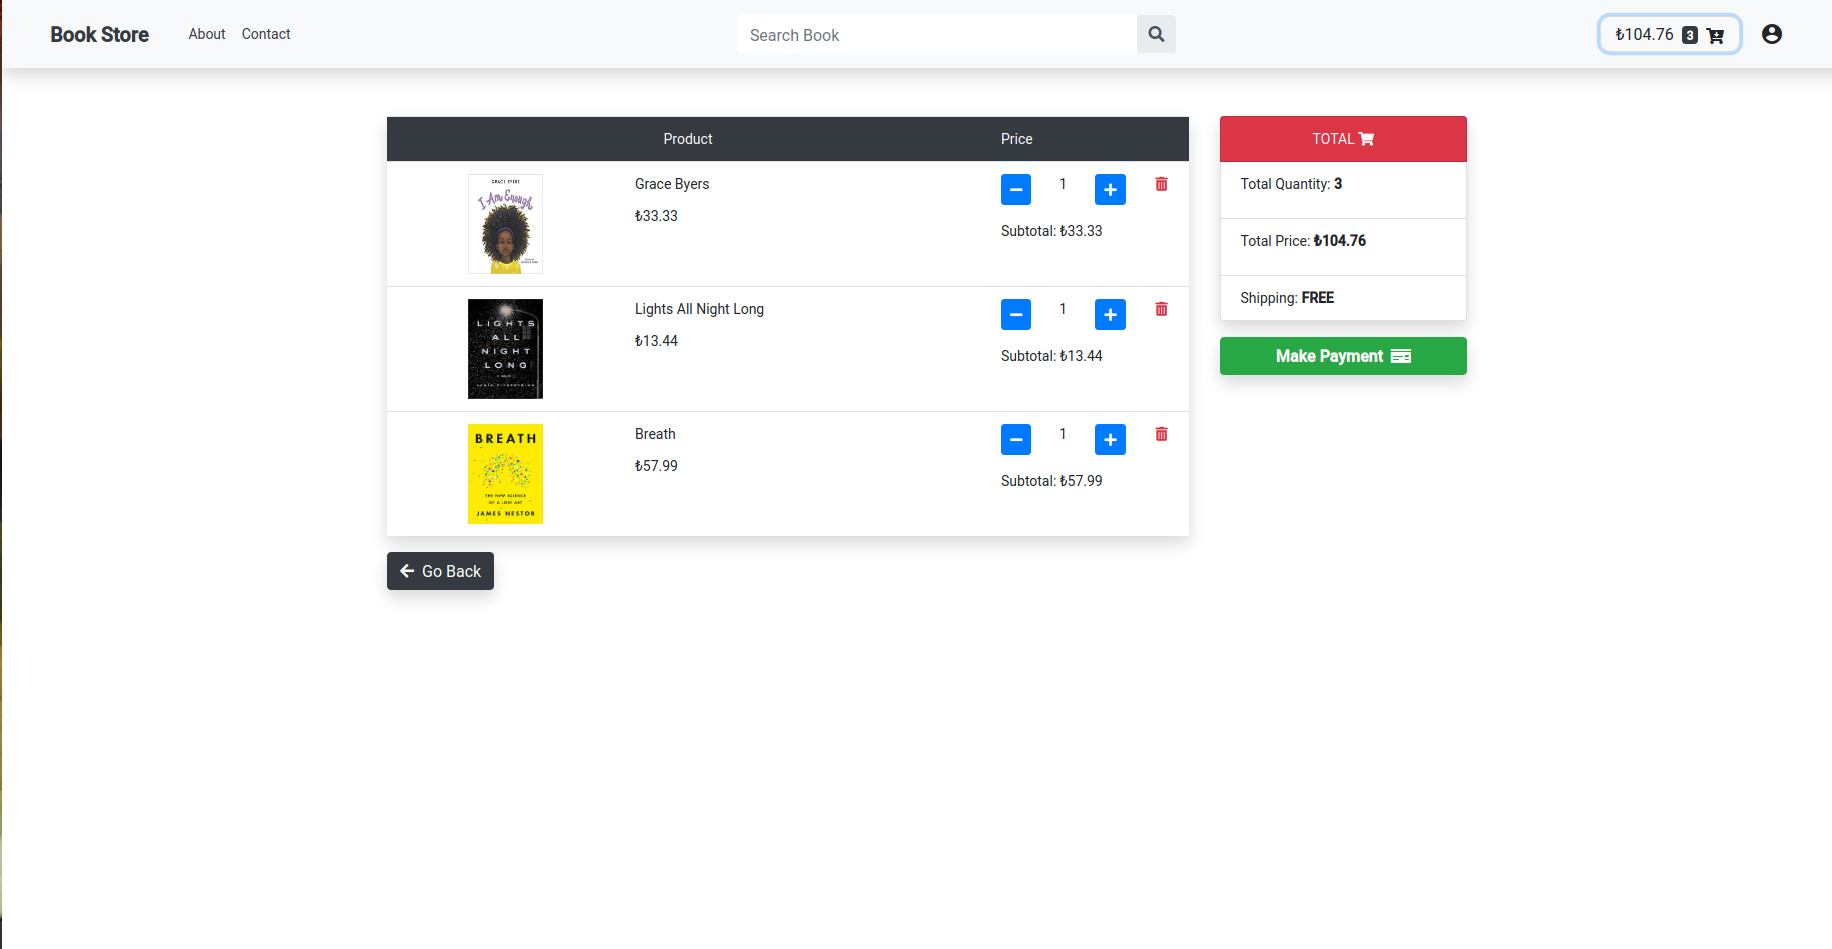 Book Store
About
Contact
Search Book
₺104.76 3
Product
Price
GRACE BYERS
I Am Enough
Grace Byers
₺33.33
1
Subtotal: ₺33.33
LIGHTS
ALL
NIGHT
LONG
Lights All Night Long
₺13.44
1
Subtotal: ₺13.44
BREATH
THE NEW SCIENCE
OF A LOST ART
JAMES NESTOR
Breath
₺57.99
1
Subtotal: ₺57.99
Go Back
TOTAL
Total Quantity: 3
Total Price: ₺104.76
Shipping: FREE
Make Payment